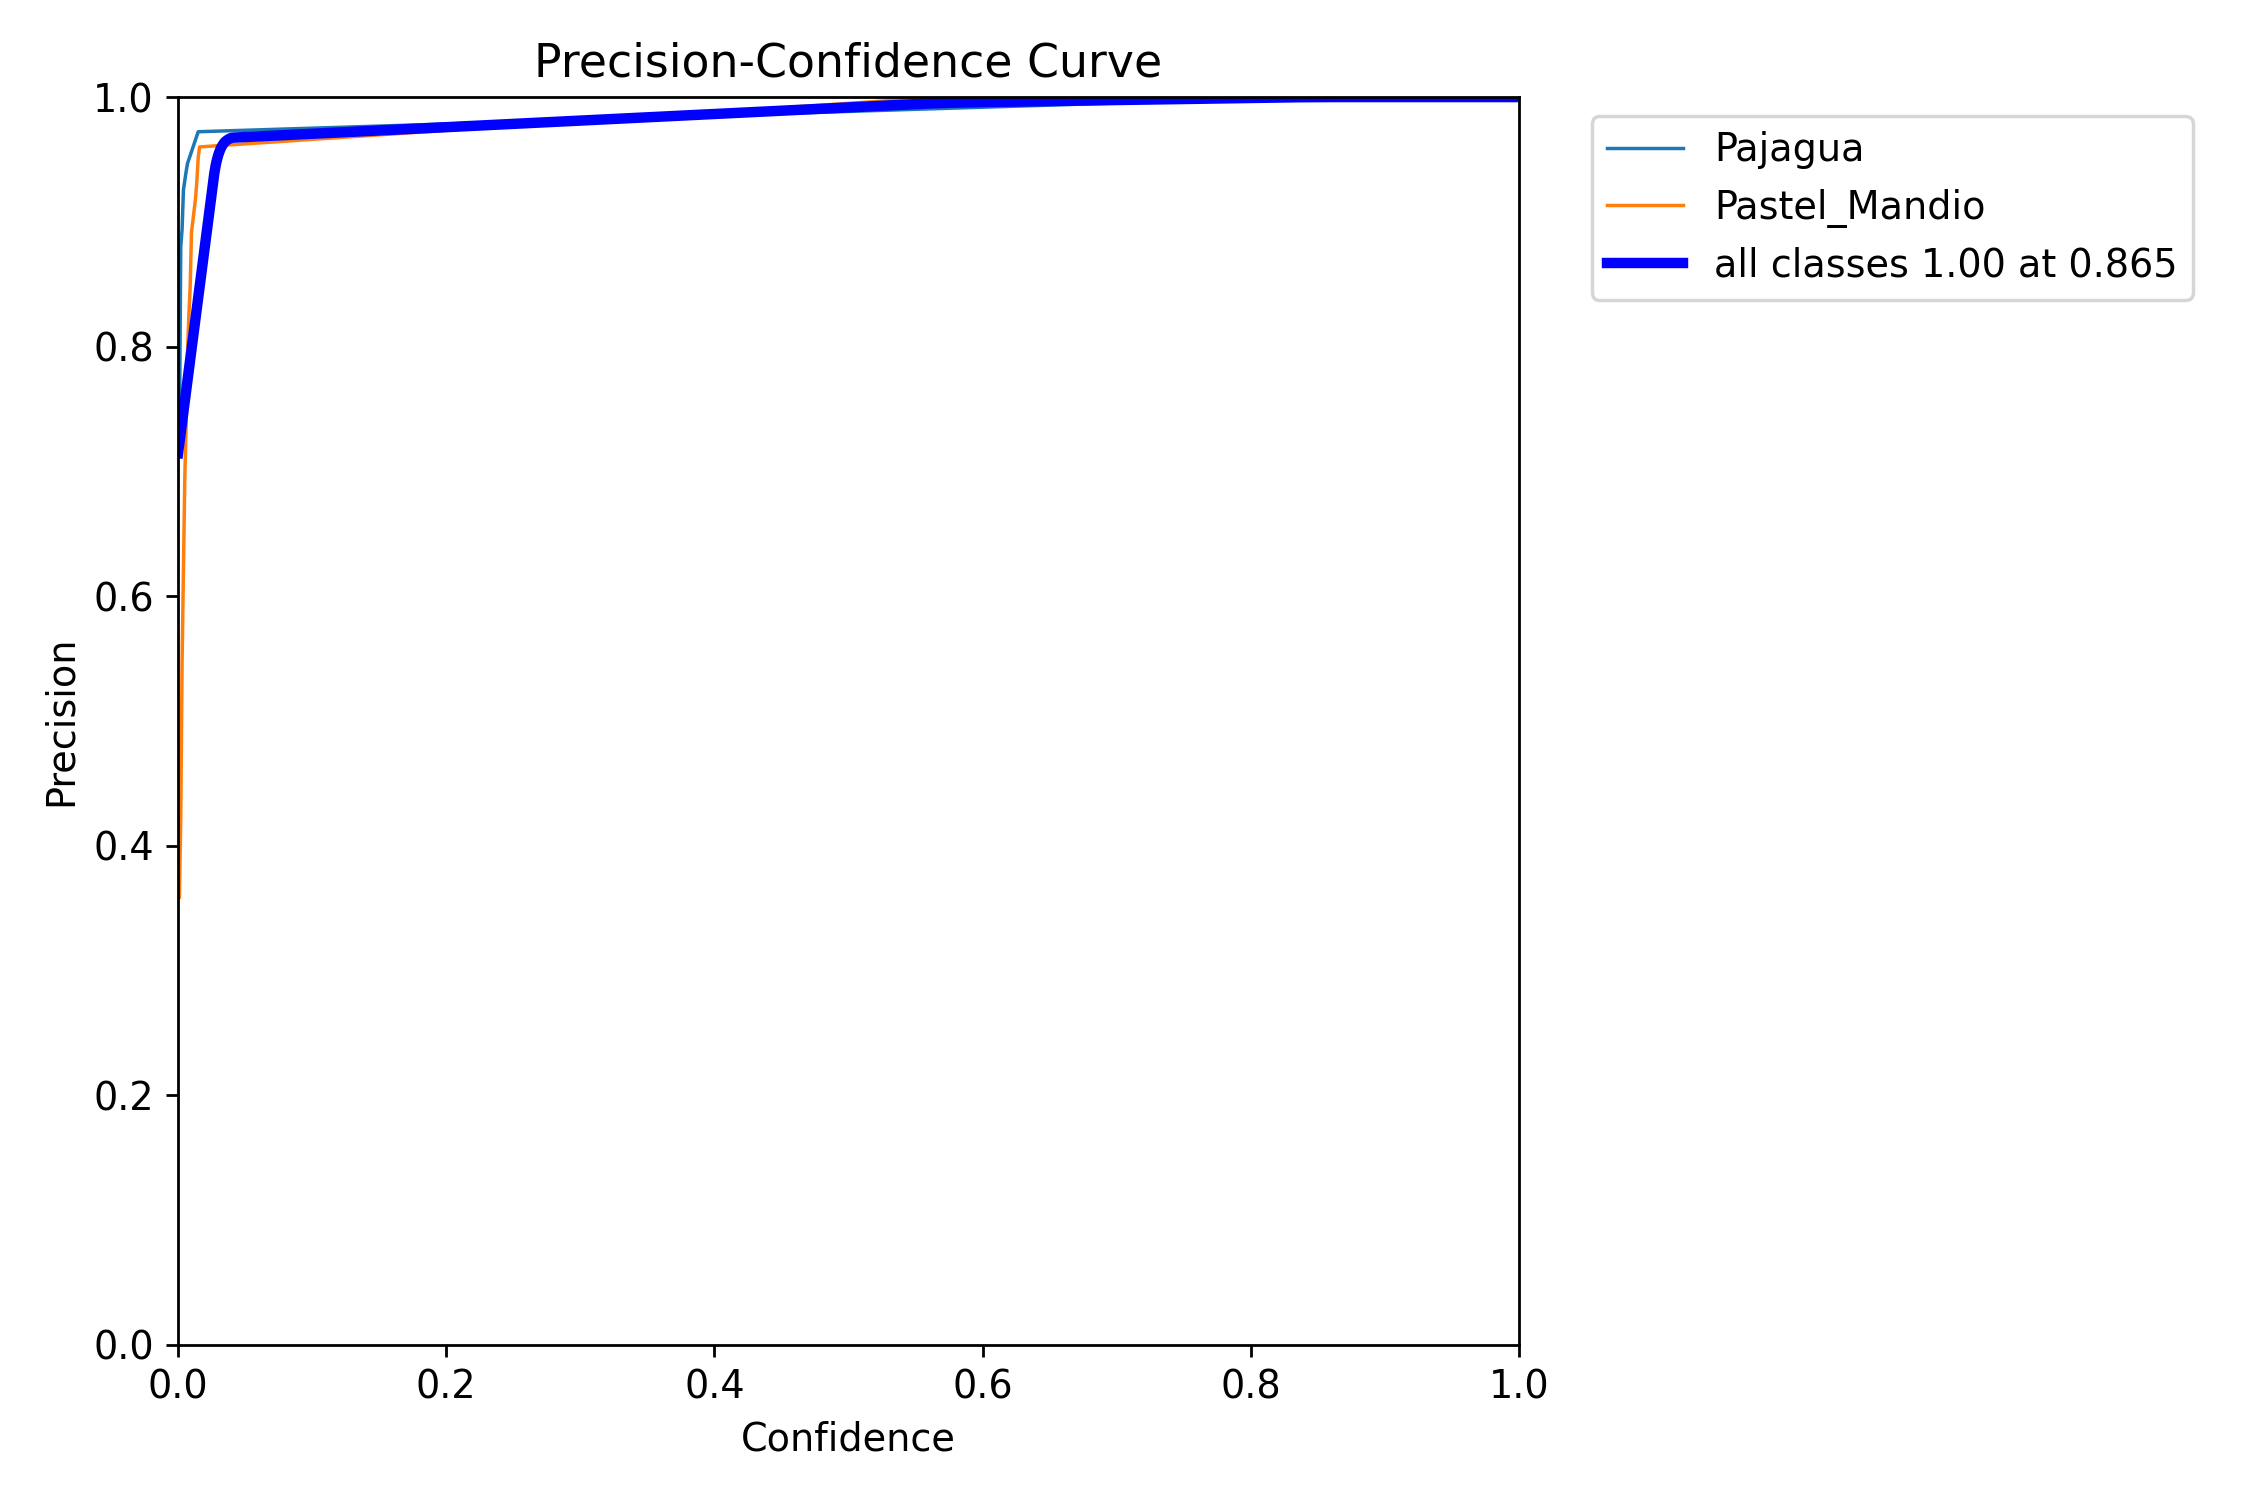 Precision-Confidence Curve
1.0
0.8
0.6
0.4
0.2
0.0
Precision
0.0 0.2 0.4 0.6 0.8 1.0
Confidence
Pajagua
Pastel_Mandio
all classes 1.00 at 0.865